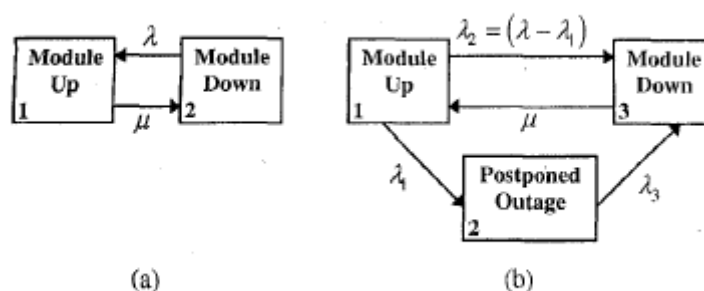 λ
Module Up
1
Module Down
2
μ
(a)
λ₂ = (λ − λ₁)
Module Up
1
Module Down
3
μ
λ₁
Postponed Outage
2
λ₃
(b)